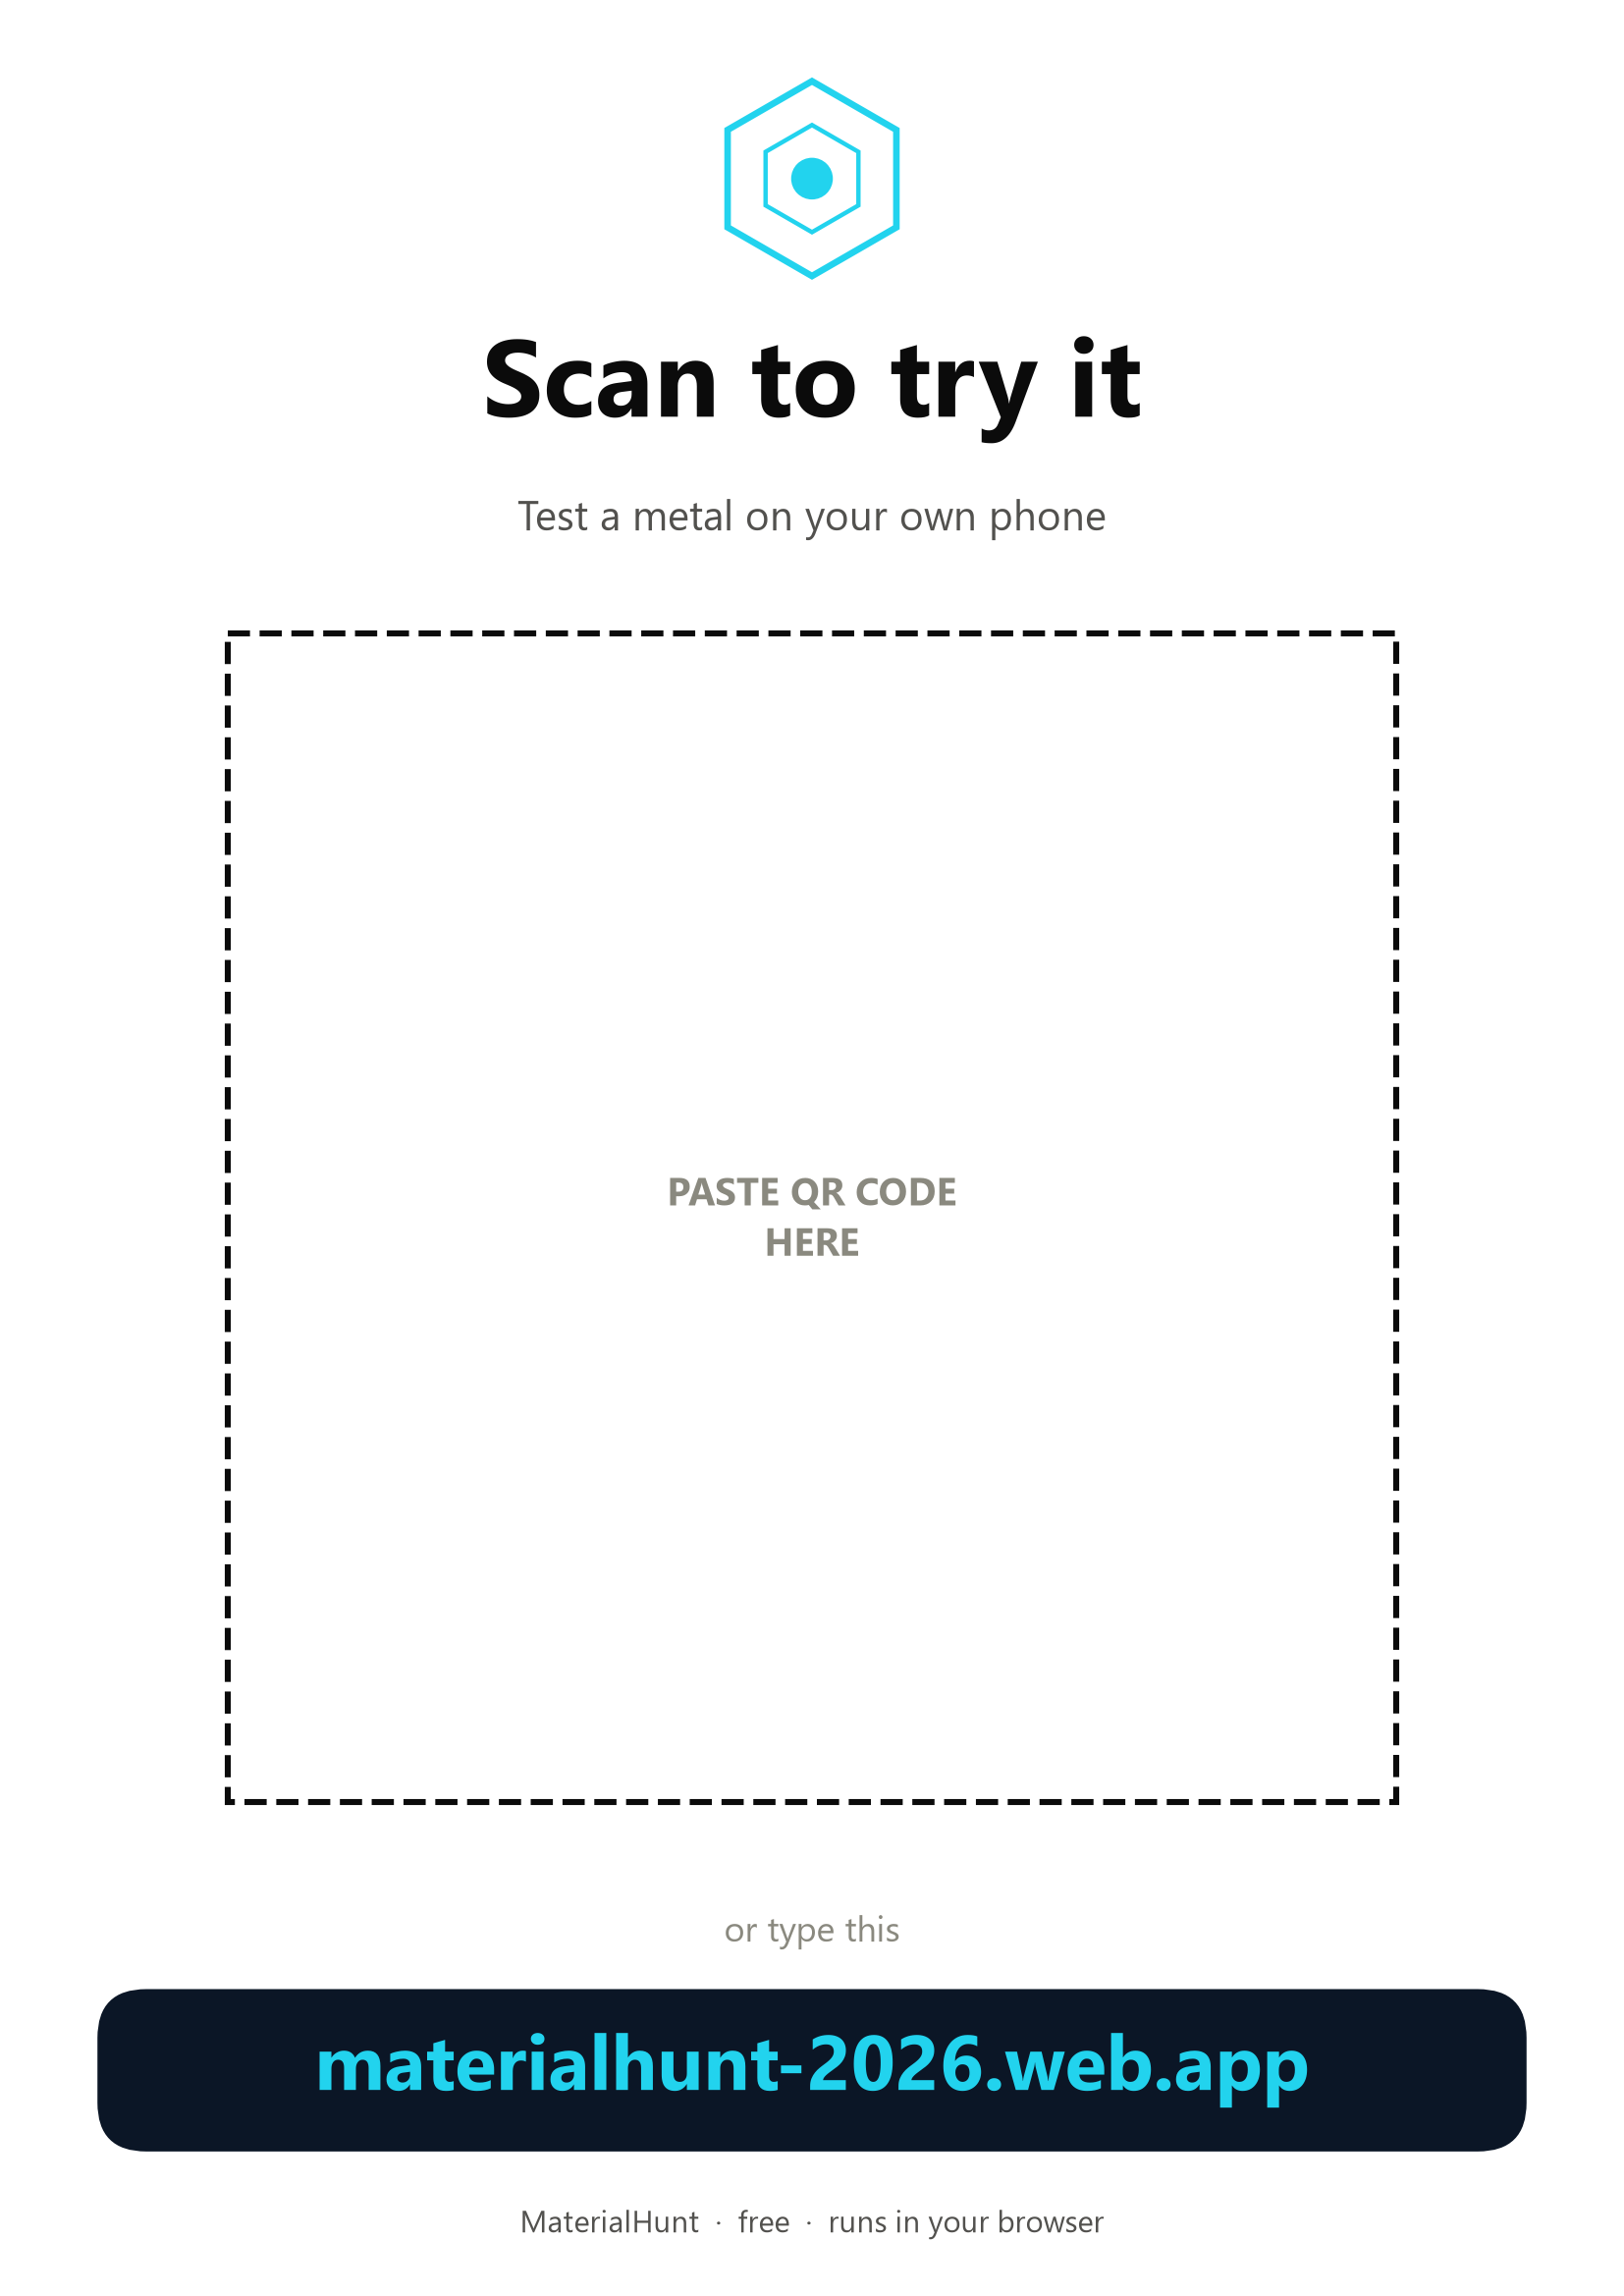 Scan to try it
Test a metal on your own phone
PASTE QR CODE
HERE
or type this
materialhunt-2026.web.app
MaterialHunt · free · runs in your browser